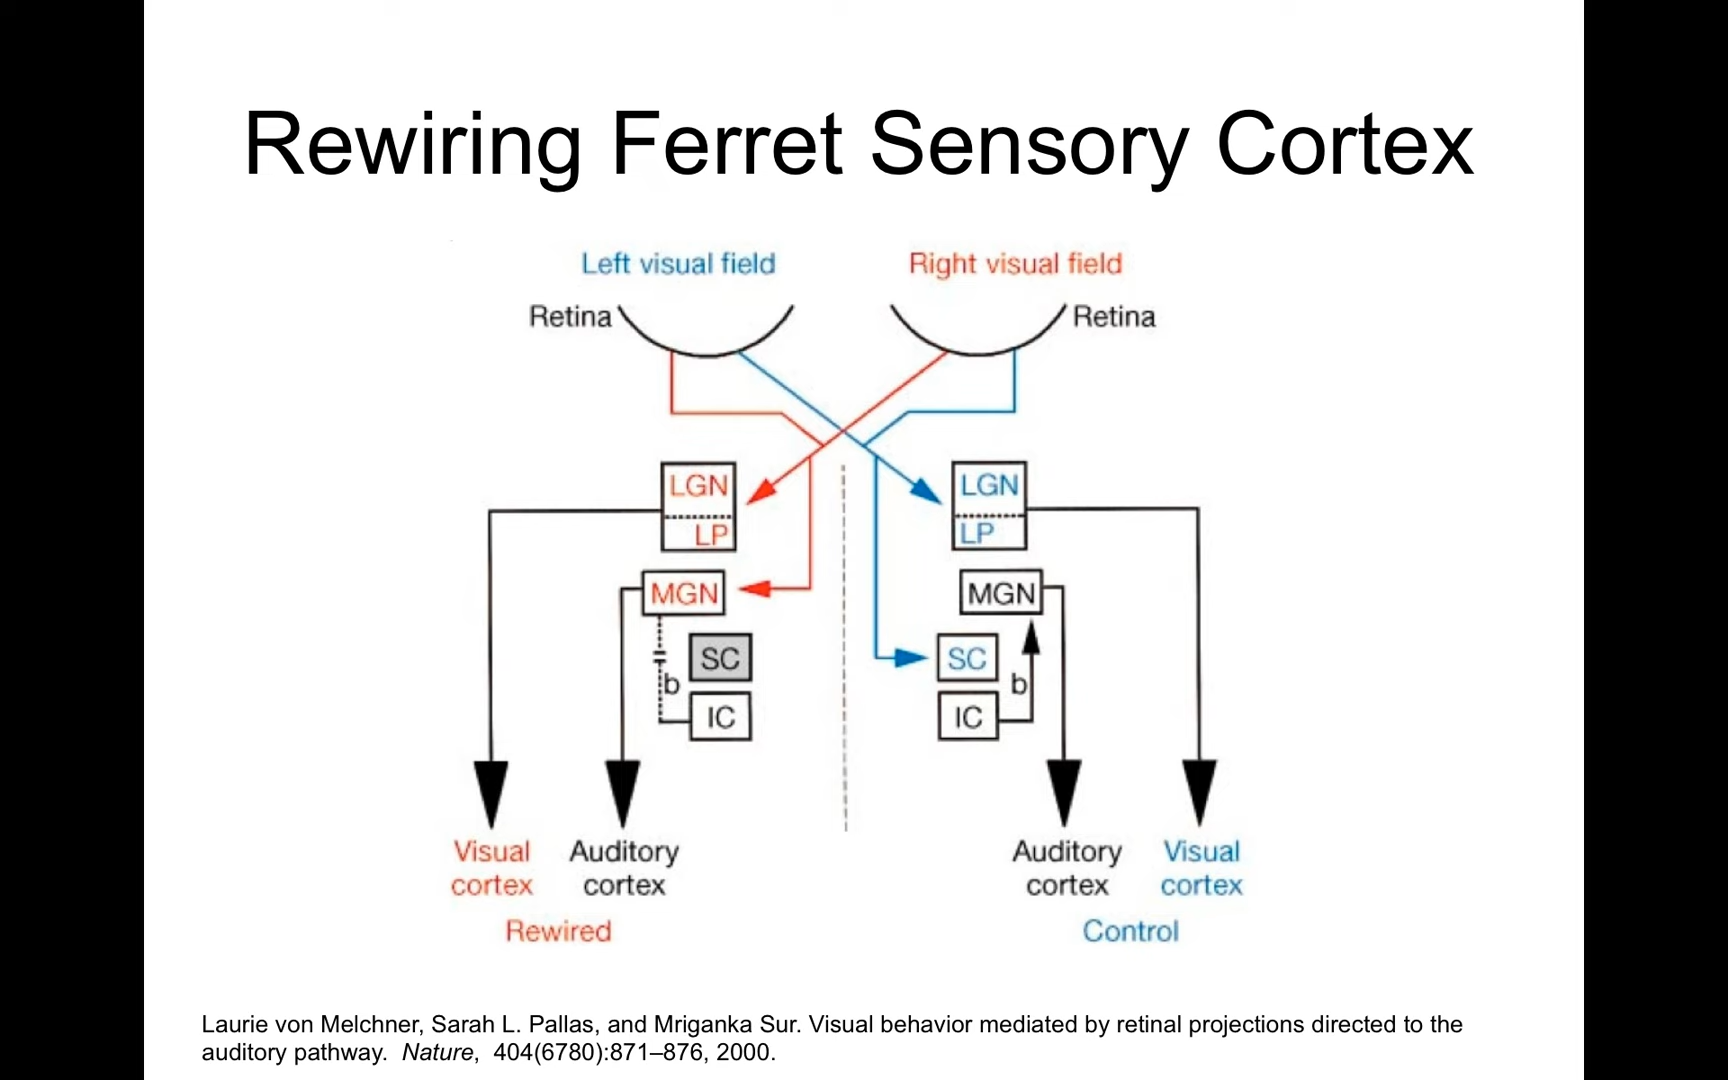 Rewiring Ferret Sensory Cortex
Left visual field
Right visual field
Retina
Retina
LGN
LP
LGN
LP
MGN
MGN
SC
SC
b
b
IC
IC
Visual
cortex
Auditory
cortex
Auditory
cortex
Visual
cortex
Rewired
Control
Laurie von Melchner, Sarah L. Pallas, and Mriganka Sur. Visual behavior mediated by retinal projections directed to the
auditory pathway. Nature, 404(6780):871–876, 2000.